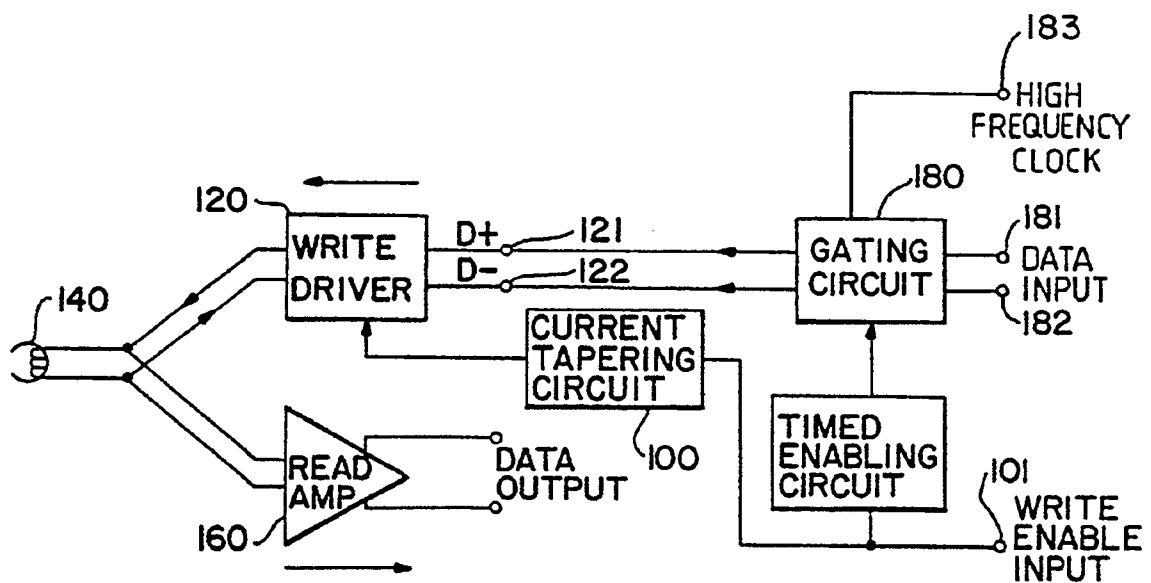 183
HIGH
FREQUENCY
CLOCK
180
120
181
D+
121
WRITE
DRIVER
GATING
CIRCUIT
DATA
INPUT
D-
122
182
140
CURRENT
TAPERING
CIRCUIT
TIMED
ENABLING
CIRCUIT
100
READ
AMP
DATA
OUTPUT
101
WRITE
ENABLE
INPUT
160